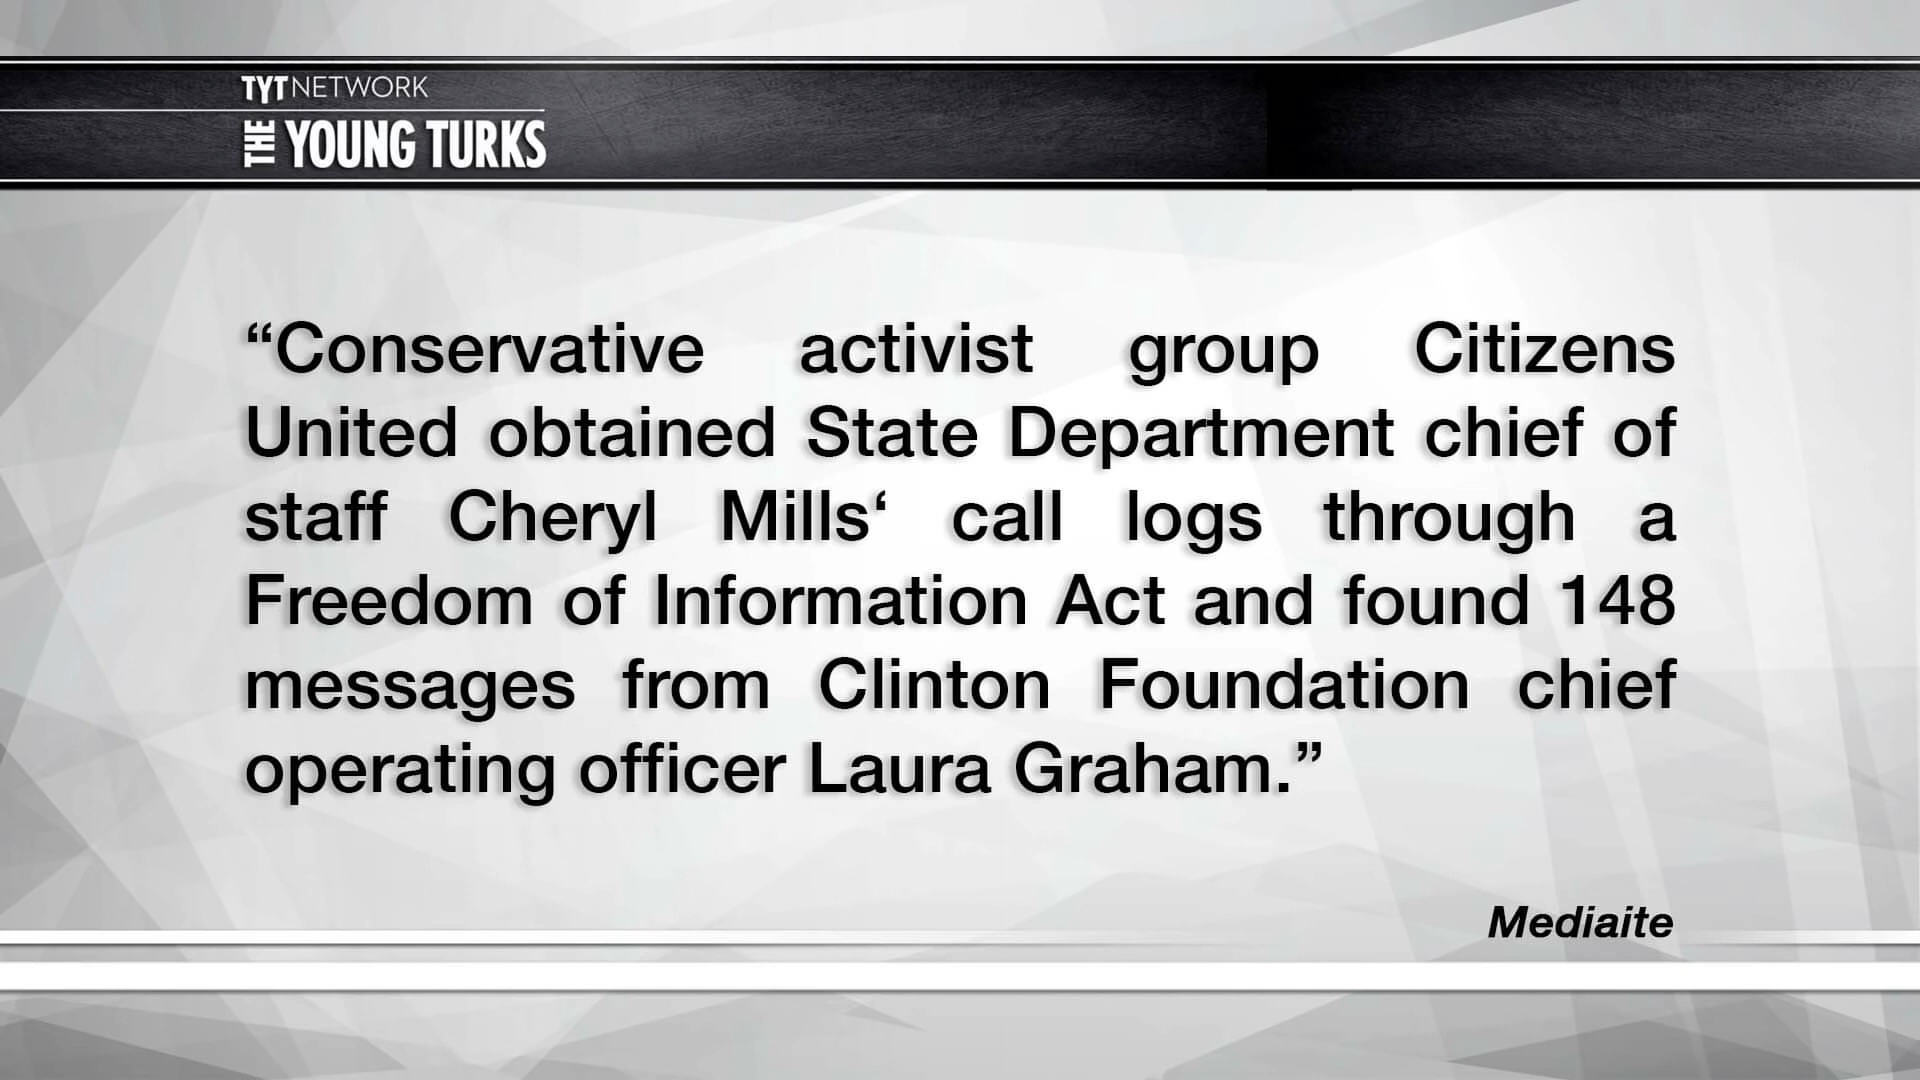 TYT NETWORK
THE YOUNG TURKS
“Conservative activist group Citizens
United obtained State Department chief of
staff Cheryl Mills‘ call logs through a
Freedom of Information Act and found 148
messages from Clinton Foundation chief
operating officer Laura Graham.”
Mediaite